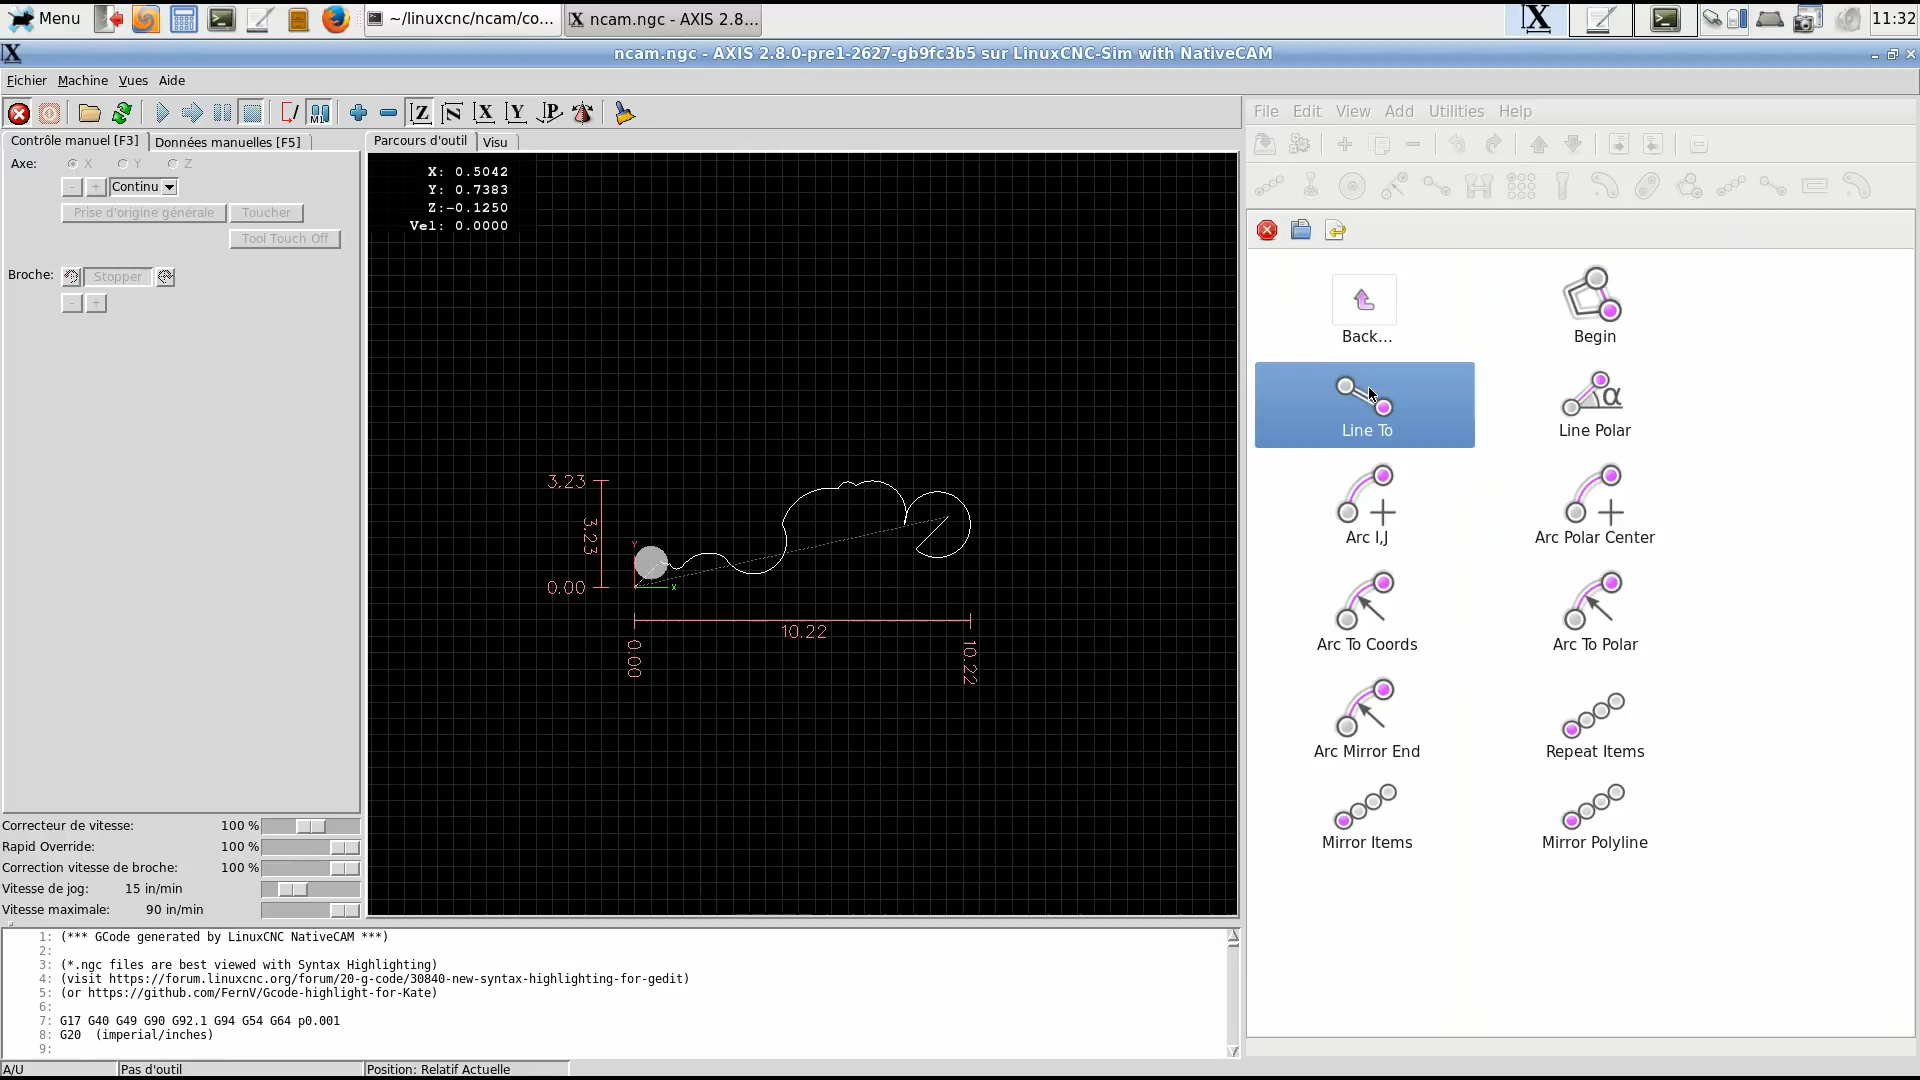 Menu
~/linuxcnc/ncam/co...
X ncam.ngc - AXIS 2.8...
11:32
ncam.ngc - AXIS 2.8.0-pre1-2627-gb9fc3b5 sur LinuxCNC-Sim with NativeCAM
Fichier Machine Vues Aide
Z N X Y P
M1
Contrôle manuel [F3] Données manuelles [F5]
Axe: X Y Z
- + Continu
Prise d'origine générale Toucher
Tool Touch Off
Broche: Stopper
- +
Correcteur de vitesse: 100 %
Rapid Override: 100 %
Correction vitesse de broche: 100 %
Vitesse de jog: 15 in/min
Vitesse maximale: 90 in/min
Parcours d'outil Visu
X: 0.5042
Y: 0.7383
Z:-0.1250
Vel: 0.0000
3.23
3.23
0.00
Y
X
10.22
0.00
10.22
File Edit View Add Utilities Help
Back...
Begin
Line To
α
Line Polar
Arc I,J
Arc Polar Center
Arc To Coords
Arc To Polar
Arc Mirror End
Repeat Items
Mirror Items
Mirror Polyline
1: (*** GCode generated by LinuxCNC NativeCAM ***)
2:
3: (*.ngc files are best viewed with Syntax Highlighting)
4: (visit https://forum.linuxcnc.org/forum/20-g-code/30840-new-syntax-highlighting-for-gedit)
5: (or https://github.com/FernV/Gcode-highlight-for-Kate)
6:
7: G17 G40 G49 G90 G92.1 G94 G54 G64 p0.001
8: G20  (imperial/inches)
9:
A/U Pas d'outil Position: Relatif Actuelle